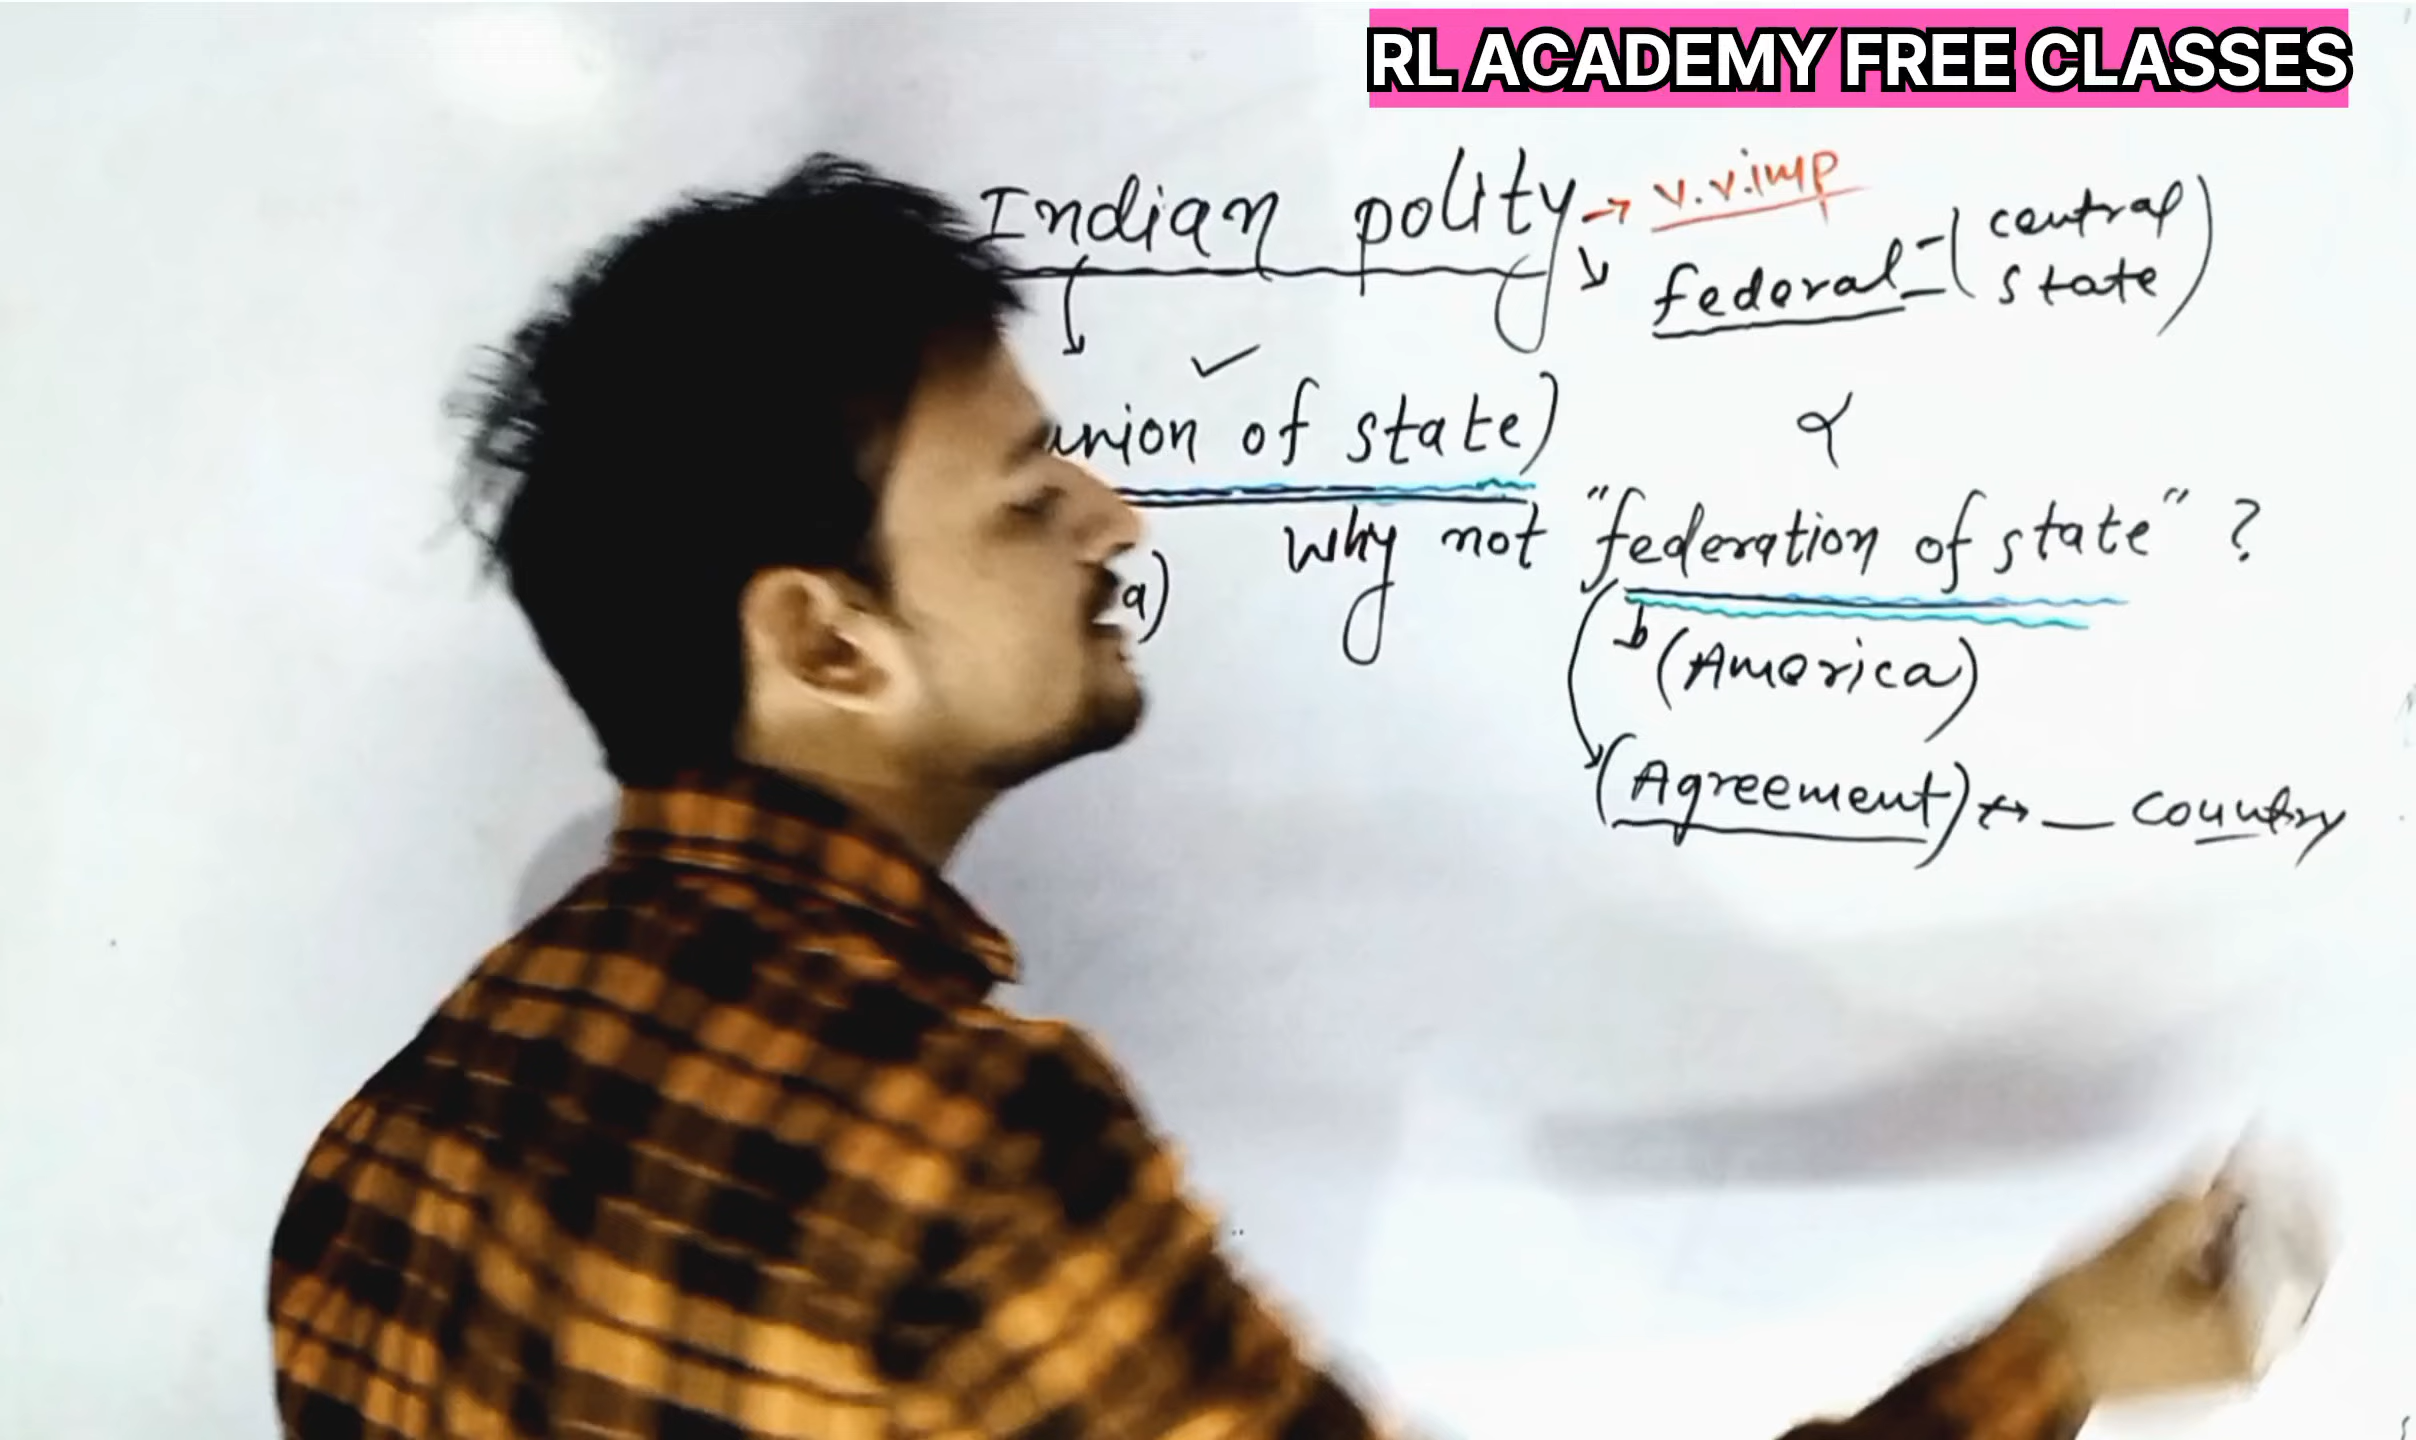 RL ACADEMY FREE CLASSES
Indian polity → v.v.imp
federal = (central
state)
union of state)
why not "federation of state" ?
a)
(America)
(Agreement) ↔ — country